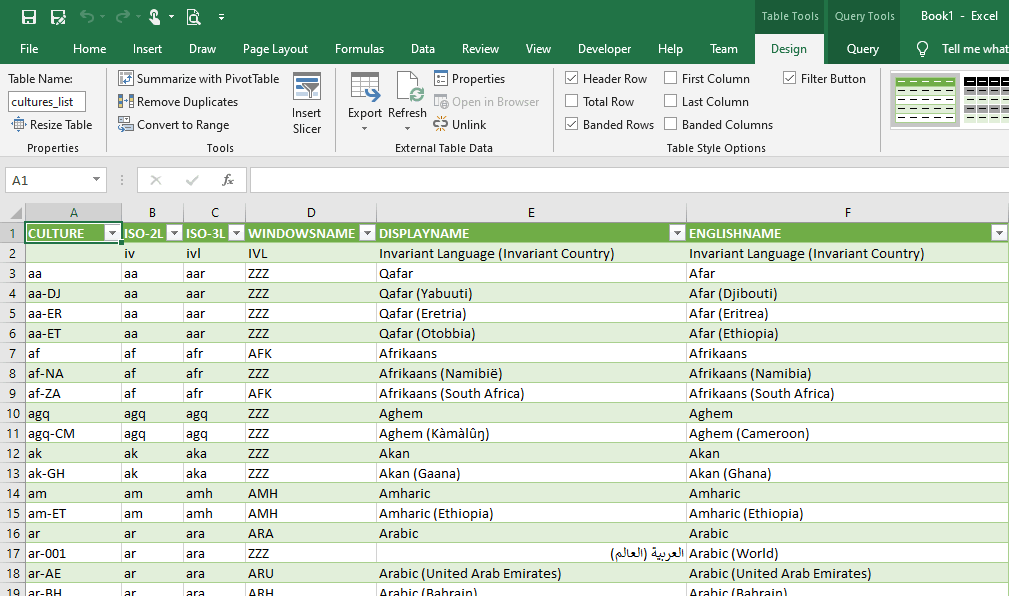 Table Tools Query Tools Book1 - Excel
File Home Insert Draw Page Layout Formulas Data Review View Developer Help Team Design Query Tell me what
Table Name:
cultures_list
Resize Table
Properties
Summarize with PivotTable
Remove Duplicates
Convert to Range
Insert
Slicer
Tools
Export Refresh
Properties
Open in Browser
Unlink
External Table Data
Header Row First Column Filter Button
Total Row Last Column
Banded Rows Banded Columns
Table Style Options
A1 fx
A B C D E F
1 CULTURE ISO-2L ISO-3L WINDOWSNAME DISPLAYNAME ENGLISHNAME
2 iv ivl IVL Invariant Language (Invariant Country) Invariant Language (Invariant Country)
3 aa aa aar ZZZ Qafar Afar
4 aa-DJ aa aar ZZZ Qafar (Yabuuti) Afar (Djibouti)
5 aa-ER aa aar ZZZ Qafar (Eretria) Afar (Eritrea)
6 aa-ET aa aar ZZZ Qafar (Otobbia) Afar (Ethiopia)
7 af af afr AFK Afrikaans Afrikaans
8 af-NA af afr ZZZ Afrikaans (Namibië) Afrikaans (Namibia)
9 af-ZA af afr AFK Afrikaans (South Africa) Afrikaans (South Africa)
10 agq agq agq ZZZ Aghem Aghem
11 agq-CM agq agq ZZZ Aghem (Kàmàlûŋ) Aghem (Cameroon)
12 ak ak aka ZZZ Akan Akan
13 ak-GH ak aka ZZZ Akan (Gaana) Akan (Ghana)
14 am am amh AMH Amharic Amharic
15 am-ET am amh AMH Amharic (Ethiopia) Amharic (Ethiopia)
16 ar ar ara ARA Arabic Arabic
17 ar-001 ar ara ZZZ العربية (العالم) Arabic (World)
18 ar-AE ar ara ARU Arabic (United Arab Emirates) Arabic (United Arab Emirates)
19 ar-BH ar ara ARH Arabic (Bahrain) Arabic (Bahrain)